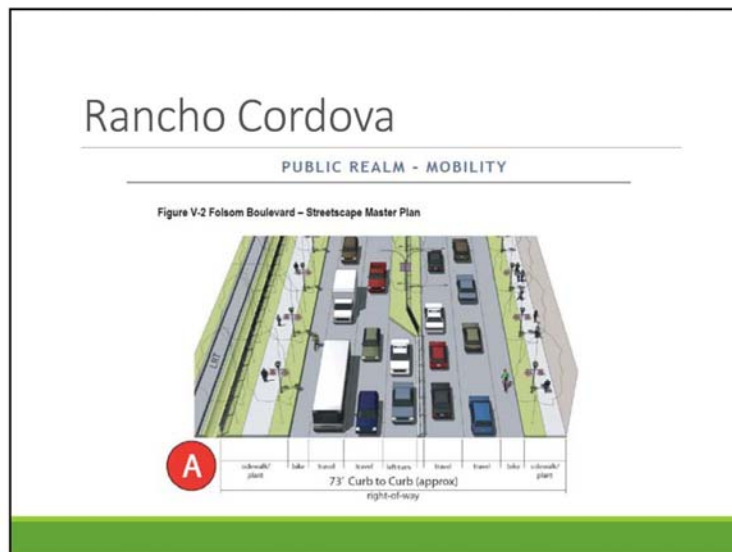 Rancho Cordova
PUBLIC REALM - MOBILITY
Figure V-2 Folsom Boulevard – Streetscape Master Plan
LRT
A
sidewalk/ bike travel travel left turn travel travel bike sidewalk/
plant plant
73' Curb to Curb (approx)
right-of-way